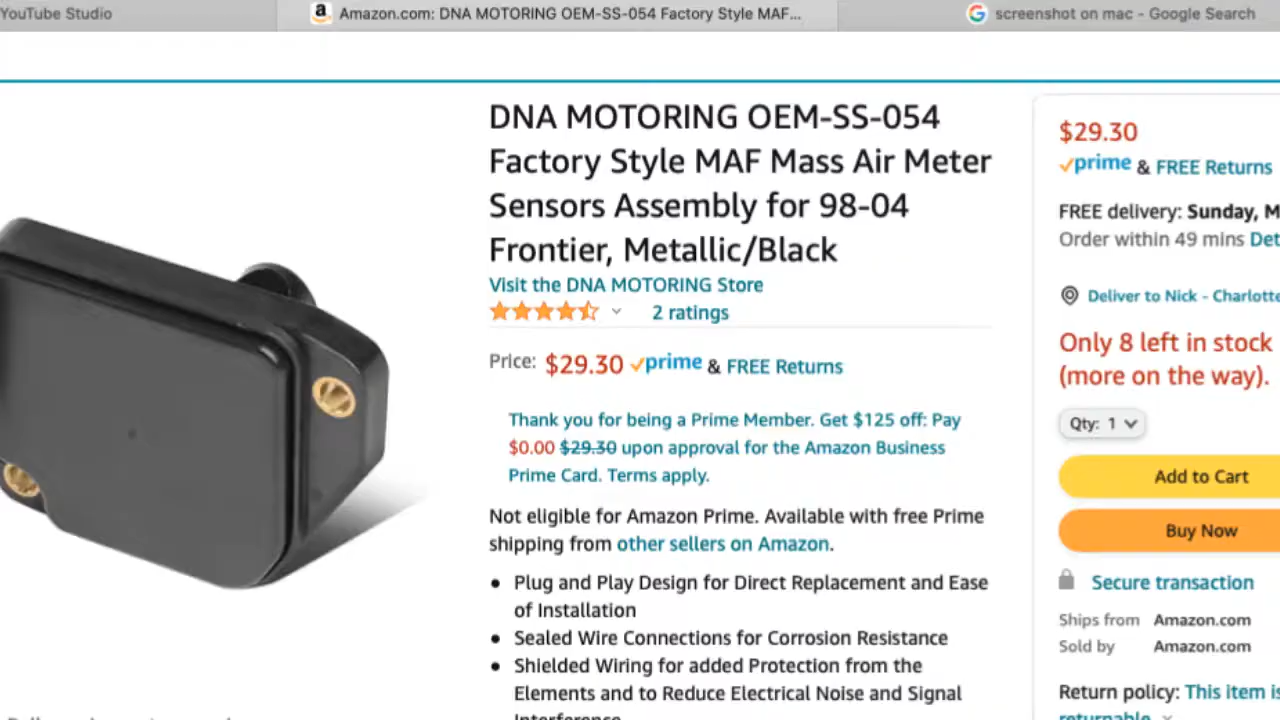 YouTube Studio
Amazon.com: DNA MOTORING OEM-SS-054 Factory Style MAF...
screenshot on mac - Google Search
DNA MOTORING OEM-SS-054
Factory Style MAF Mass Air Meter
Sensors Assembly for 98-04
Frontier, Metallic/Black
Visit the DNA MOTORING Store
2 ratings
Price: $29.30 prime & FREE Returns
Thank you for being a Prime Member. Get $125 off: Pay
$0.00 $29.30 upon approval for the Amazon Business
Prime Card. Terms apply.
Not eligible for Amazon Prime. Available with free Prime
shipping from other sellers on Amazon.
• Plug and Play Design for Direct Replacement and Ease
of Installation
• Sealed Wire Connections for Corrosion Resistance
• Shielded Wiring for added Protection from the
Elements and to Reduce Electrical Noise and Signal
Interference
$29.30
prime & FREE Returns
FREE delivery: Sunday, M
Order within 49 mins Det
Deliver to Nick - Charlotte
Only 8 left in stock
(more on the way).
Qty: 1
Add to Cart
Buy Now
Secure transaction
Ships from Amazon.com
Sold by Amazon.com
Return policy: This item is
returnable